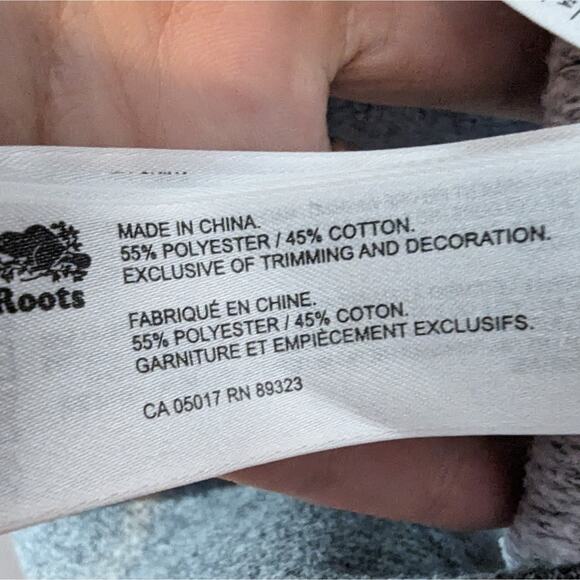 Roots
MADE IN CHINA.
55% POLYESTER / 45% COTTON.
EXCLUSIVE OF TRIMMING AND DECORATION.
FABRIQUÉ EN CHINE.
55% POLYESTER / 45% COTON.
GARNITURE ET EMPIÈCEMENT EXCLUSIFS.
CA 05017 RN 89323